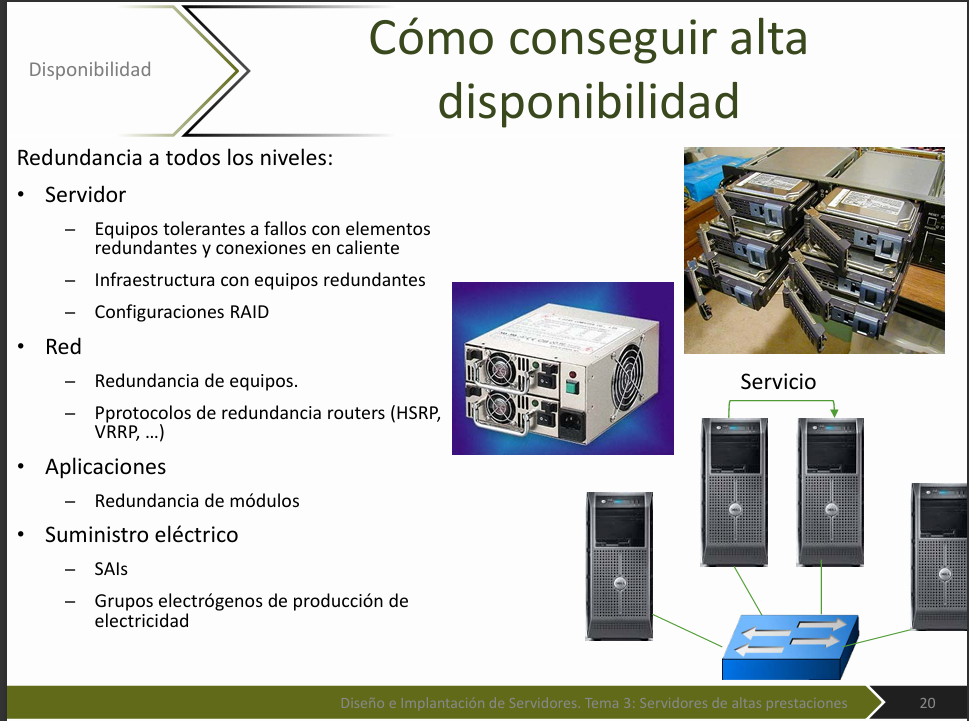 Disponibilidad
Cómo conseguir alta
disponibilidad
Redundancia a todos los niveles:
• Servidor
– Equipos tolerantes a fallos con elementos
redundantes y conexiones en caliente
– Infraestructura con equipos redundantes
– Configuraciones RAID
• Red
– Redundancia de equipos.
– Pprotocolos de redundancia routers (HSRP,
VRRP, …)
• Aplicaciones
– Redundancia de módulos
• Suministro eléctrico
– SAIs
– Grupos electrógenos de producción de
electricidad
Servicio
Diseño e Implantación de Servidores. Tema 3: Servidores de altas prestaciones
20